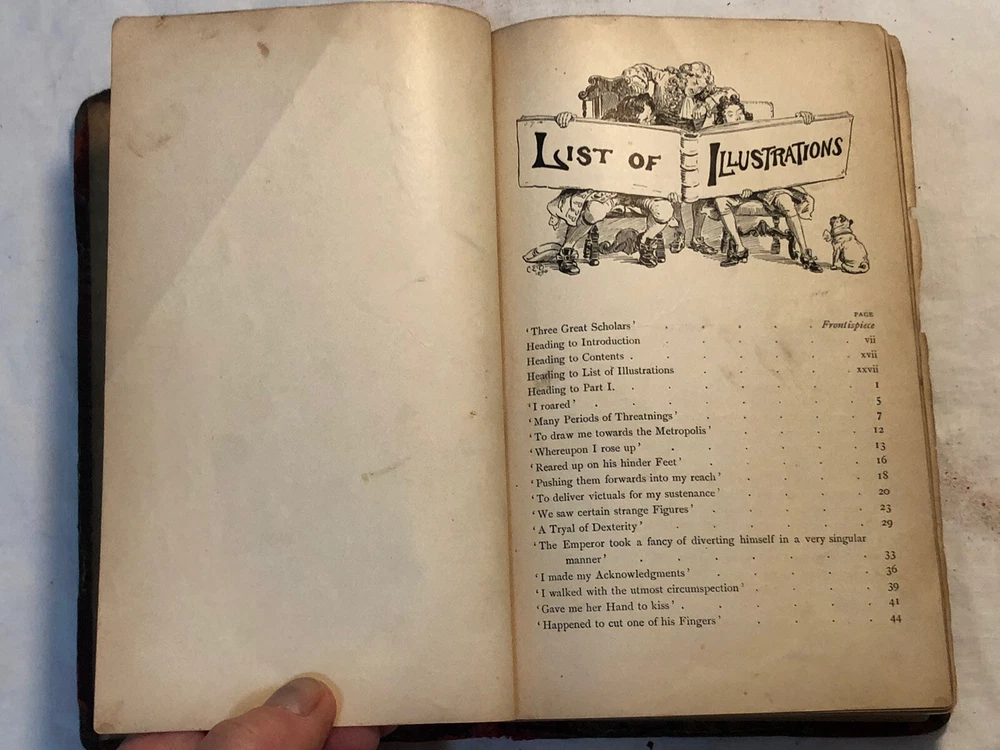 LIST OF ILLUSTRATIONS
PAGE
'Three Great Scholars' . . . . . Frontispiece
Heading to Introduction . . . . . vii
Heading to Contents . . . . . . xvii
Heading to List of Illustrations . . . . xxvii
Heading to Part I. . . . . . . 1
'I roared' . . . . . . . 5
'Many Periods of Threatnings' . . . . . 7
'To draw me towards the Metropolis' . . . . 12
'Whereupon I rose up' . . . . . . 13
'Reared up on his hinder Feet' . . . . . 16
'Pushing them forwards into my reach' . . . . 18
'To deliver victuals for my sustenance' . . . . 20
'We saw certain strange Figures' . . . . . 23
'A Tryal of Dexterity' . . . . . . 29
'The Emperor took a fancy of diverting himself in a very singular
manner' . . . . . . . 33
'I made my Acknowledgments' . . . . . 36
'I walked with the utmost circumspection' . . . . 39
'Gave me her Hand to kiss' . . . . . . 41
'Happened to cut one of his Fingers' . . . . 44